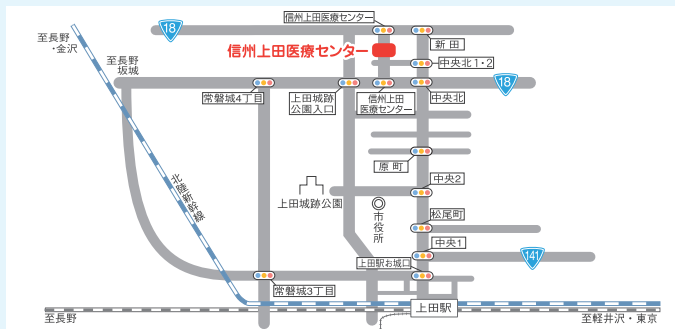 信州上田医療センター
18
至長野
・金沢
信州上田医療センター
新田
至長野
坂城
中央北1・2
18
常磐城4丁目
上田城跡
公園入口
信州上田
医療センター
中央北
原町
北陸新幹線
中央2
上田城跡公園
市役所
松尾町
中央1
141
上田駅お城口
常磐城3丁目
上田駅
至長野
至軽井沢・東京